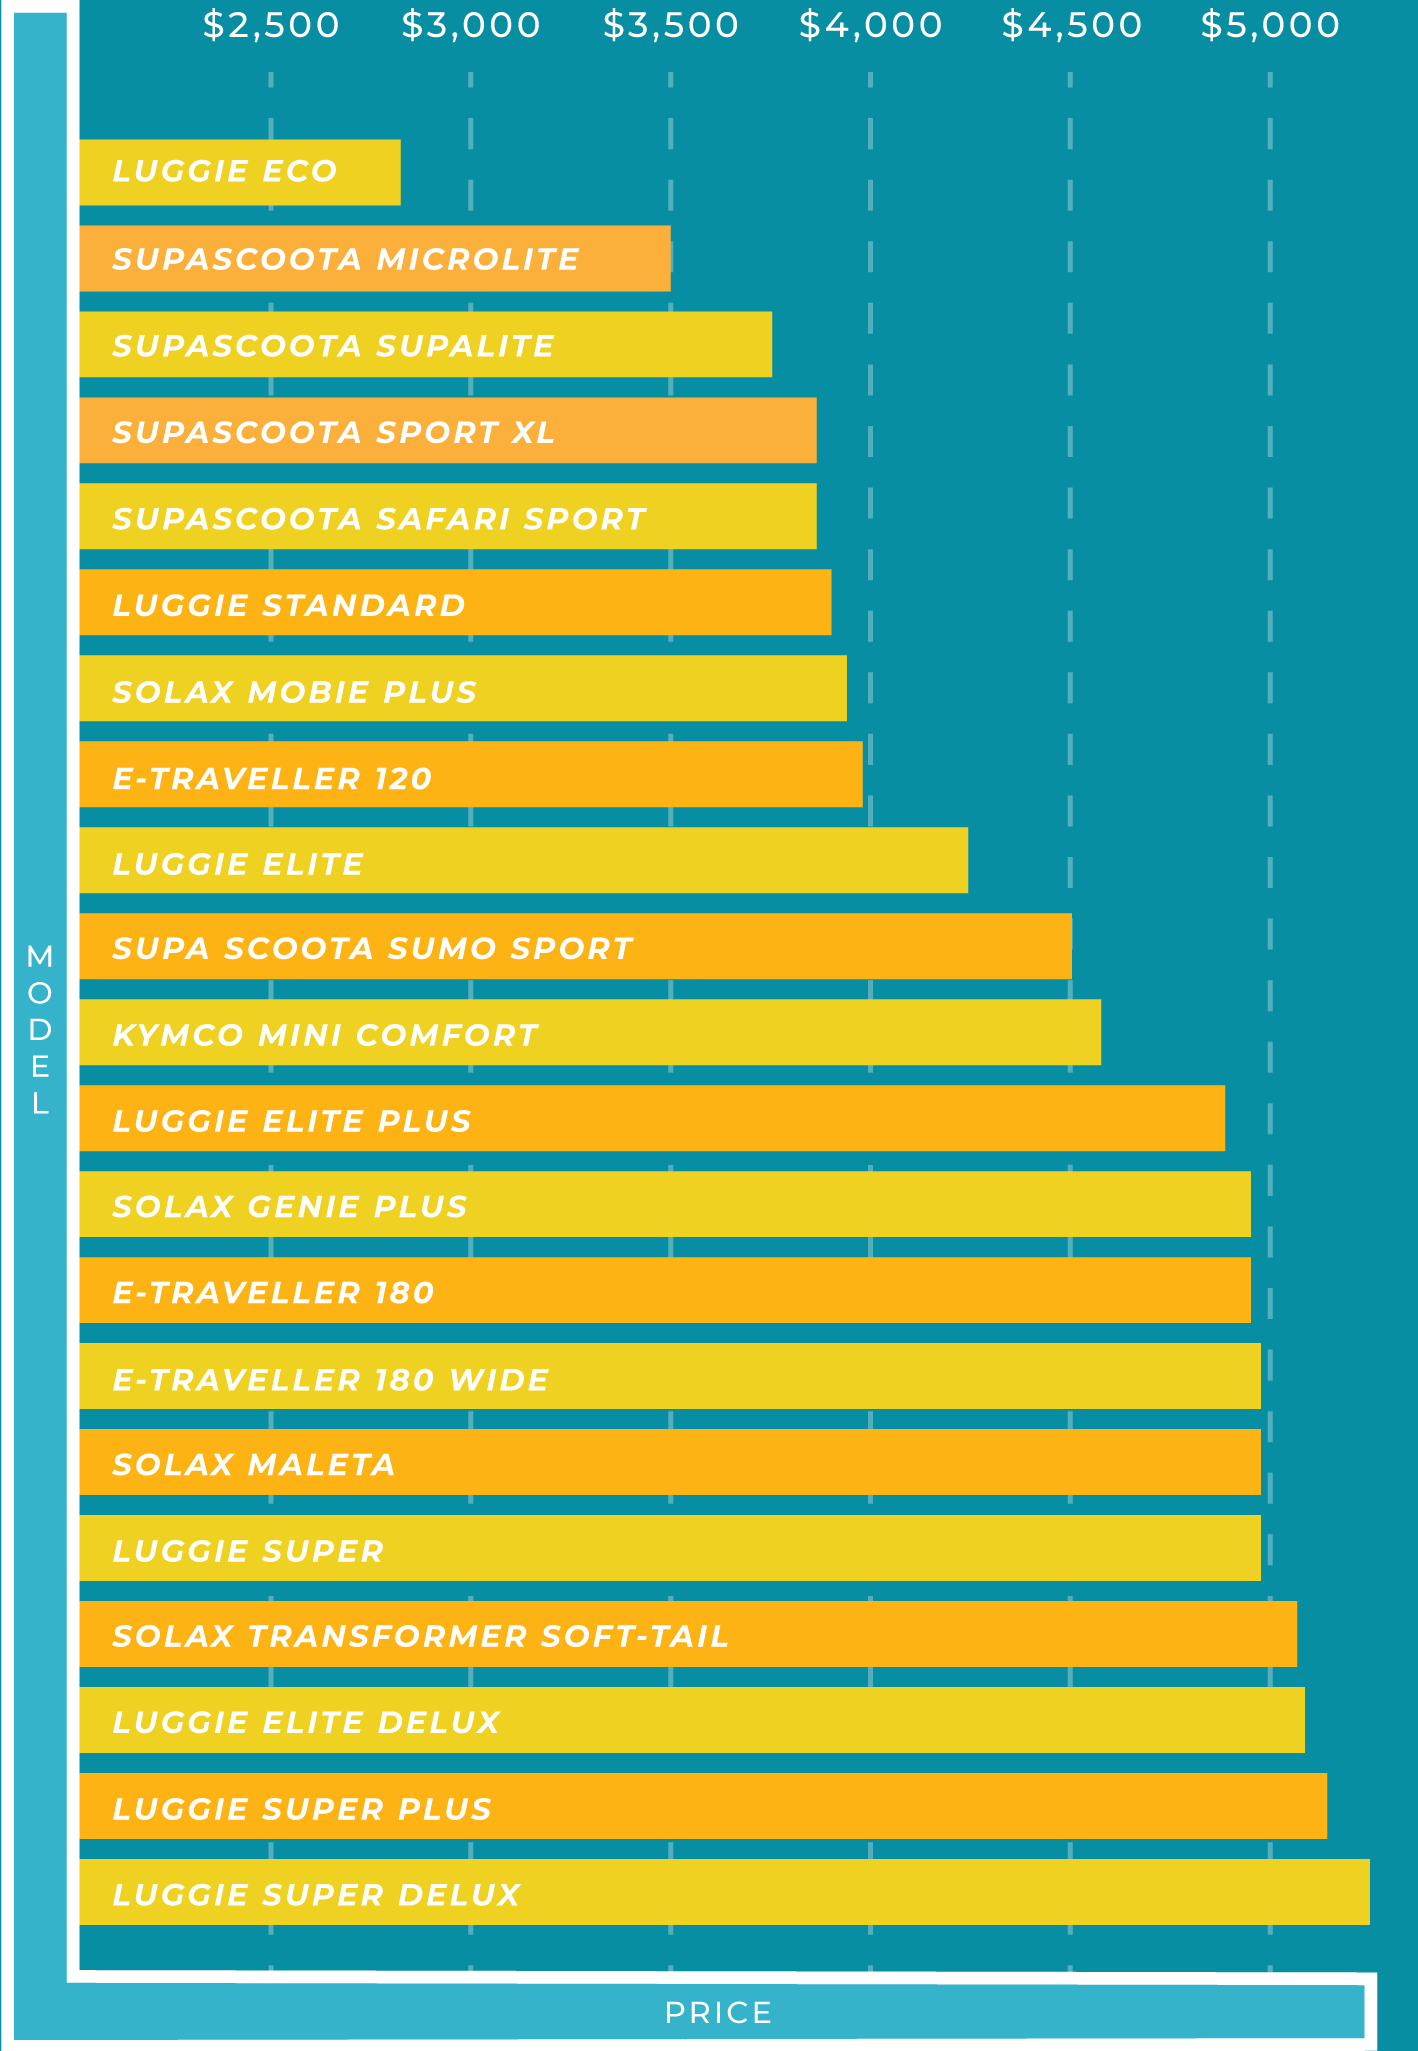 $2,500 $3,000 $3,500 $4,000 $4,500 $5,000
LUGGIE ECO
SUPASCOOTA MICROLITE
SUPASCOOTA SUPALITE
SUPASCOOTA SPORT XL
SUPASCOOTA SAFARI SPORT
LUGGIE STANDARD
SOLAX MOBIE PLUS
E-TRAVELLER 120
LUGGIE ELITE
SUPA SCOOTA SUMO SPORT
KYMCO MINI COMFORT
LUGGIE ELITE PLUS
SOLAX GENIE PLUS
E-TRAVELLER 180
E-TRAVELLER 180 WIDE
SOLAX MALETA
LUGGIE SUPER
SOLAX TRANSFORMER SOFT-TAIL
LUGGIE ELITE DELUX
LUGGIE SUPER PLUS
LUGGIE SUPER DELUX
MODEL
PRICE